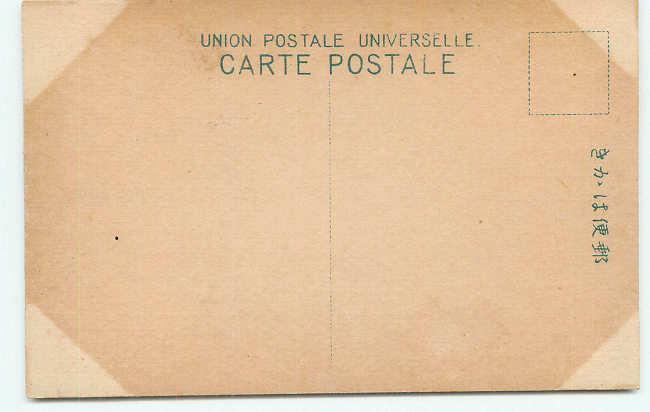 UNION POSTALE UNIVERSELLE.
CARTE POSTALE
きかは便郵